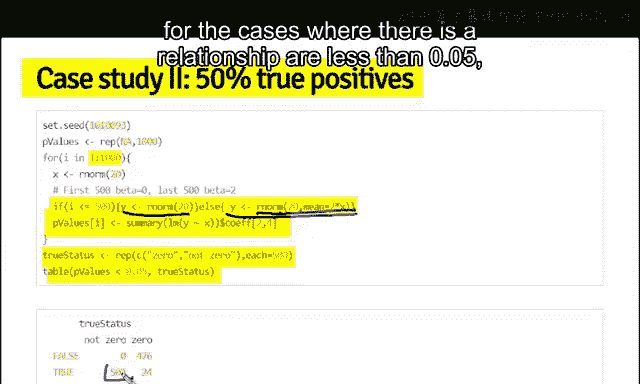 for the cases where there is a
relationship are less than 0.05,
Case study II: 50% true positives
set.seed(1010093)
pValues <- rep(NA,1000)
for(i in 1:1000){
x <- rnorm(20)
# First 500 beta=0, last 500 beta=2
if(i <= 500){y <- rnorm(20)}else{ y <- rnorm(20,mean=2*x)}
pValues[i] <- summary(lm(y ~ x))$coeff[2,4]
}
trueStatus <- rep(c("zero","not zero"),each=500)
table(pValues < 0.05, trueStatus)
trueStatus
not zero zero
FALSE 0 476
TRUE 500 24